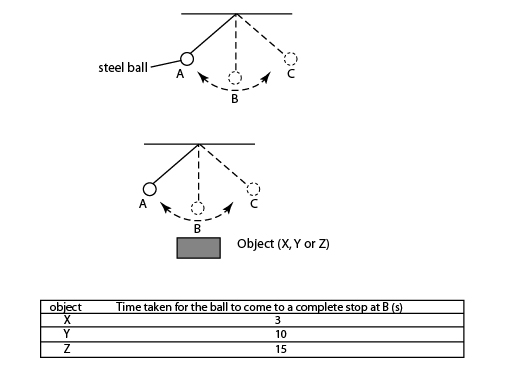 steel ball
A
C
B
A
C
B
Object (X, Y or Z)
object Time taken for the ball to come to a complete stop at B (s)
X 3
Y 10
Z 15